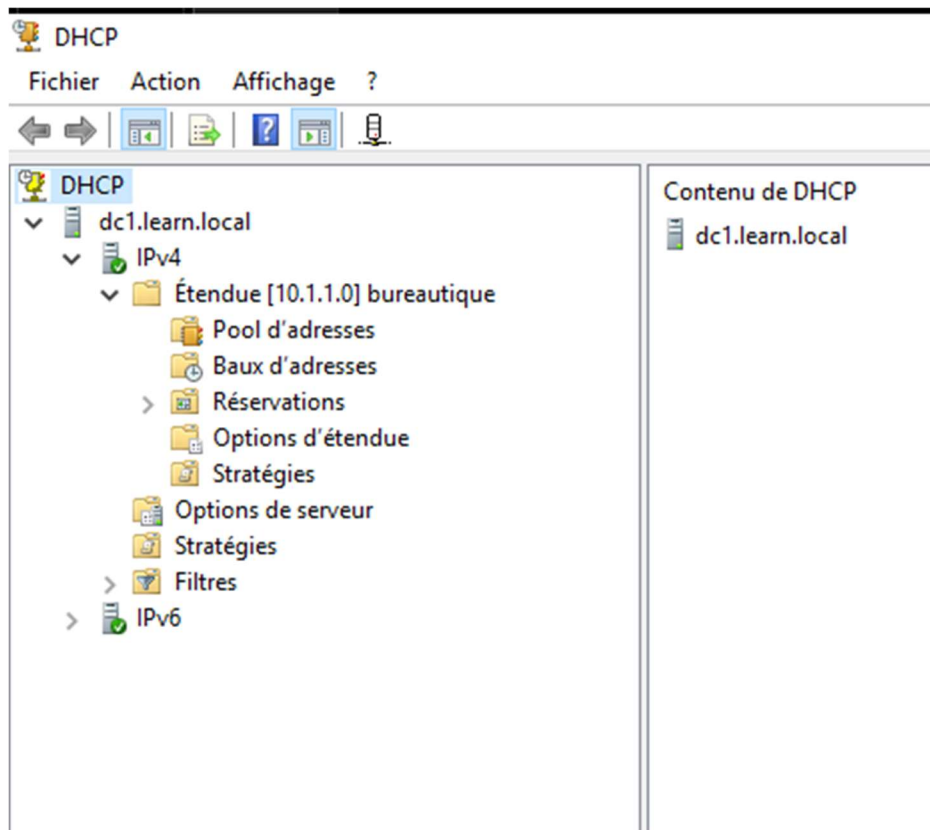 DHCP
Fichier Action Affichage ?
DHCP
dc1.learn.local
IPv4
Étendue [10.1.1.0] bureautique
Pool d'adresses
Baux d'adresses
Réservations
Options d'étendue
Stratégies
Options de serveur
Stratégies
Filtres
IPv6
Contenu de DHCP
dc1.learn.local